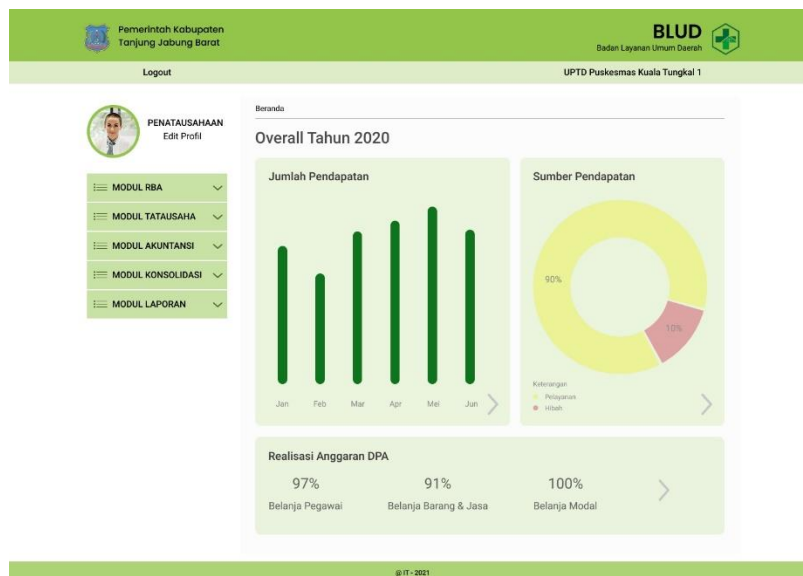 Pemerintah Kabupaten
Tanjung Jabung Barat
BLUD
Badan Layanan Umum Daerah
Logout
UPTD Puskesmas Kuala Tungkal 1
PENATAUSAHAAN
Edit Profil
MODUL RBA
MODUL TATAUSAHA
MODUL AKUNTANSI
MODUL KONSOLIDASI
MODUL LAPORAN
Beranda
Overall Tahun 2020
Jumlah Pendapatan
Jan Feb Mar Apr Mei Jun
Sumber Pendapatan
90%
10%
Keterangan
Pelayanan
Hibah
Realisasi Anggaran DPA
97% 91% 100%
Belanja Pegawai Belanja Barang & Jasa Belanja Modal
@ IT - 2021